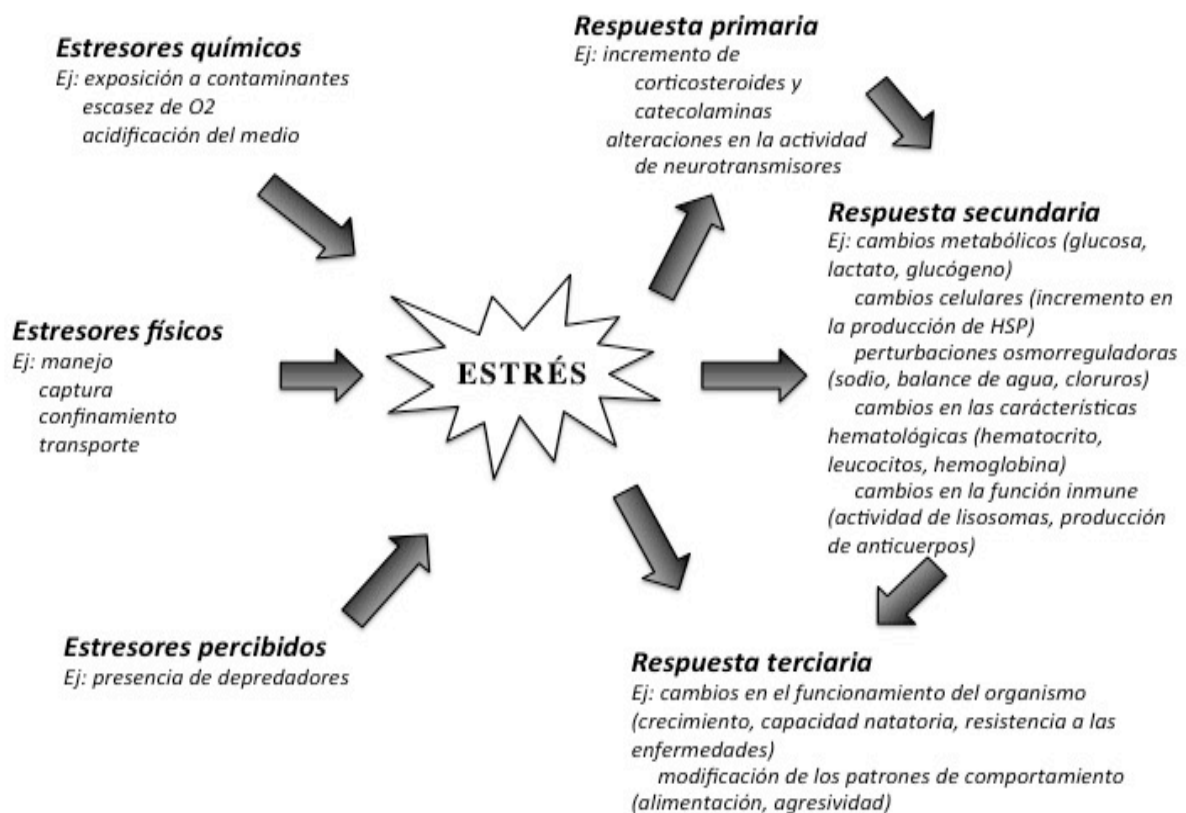 Estresores químicos
Ej: exposición a contaminantes
escasez de O2
acidificación del medio
Estresores físicos
Ej: manejo
captura
confinamiento
transporte
Estresores percibidos
Ej: presencia de depredadores
ESTRÉS
Respuesta primaria
Ej: incremento de
corticosteroides y
catecolaminas
alteraciones en la actividad
de neurotransmisores
Respuesta secundaria
Ej: cambios metabólicos (glucosa,
lactato, glucógeno)
cambios celulares (incremento en
la producción de HSP)
perturbaciones osmorreguladoras
(sodio, balance de agua, cloruros)
cambios en las carácterísticas
hematológicas (hematocrito,
leucocitos, hemoglobina)
cambios en la función inmune
(actividad de lisosomas, producción
de anticuerpos)
Respuesta terciaria
Ej: cambios en el funcionamiento del organismo
(crecimiento, capacidad natatoria, resistencia a las
enfermedades)
modificación de los patrones de comportamiento
(alimentación, agresividad)